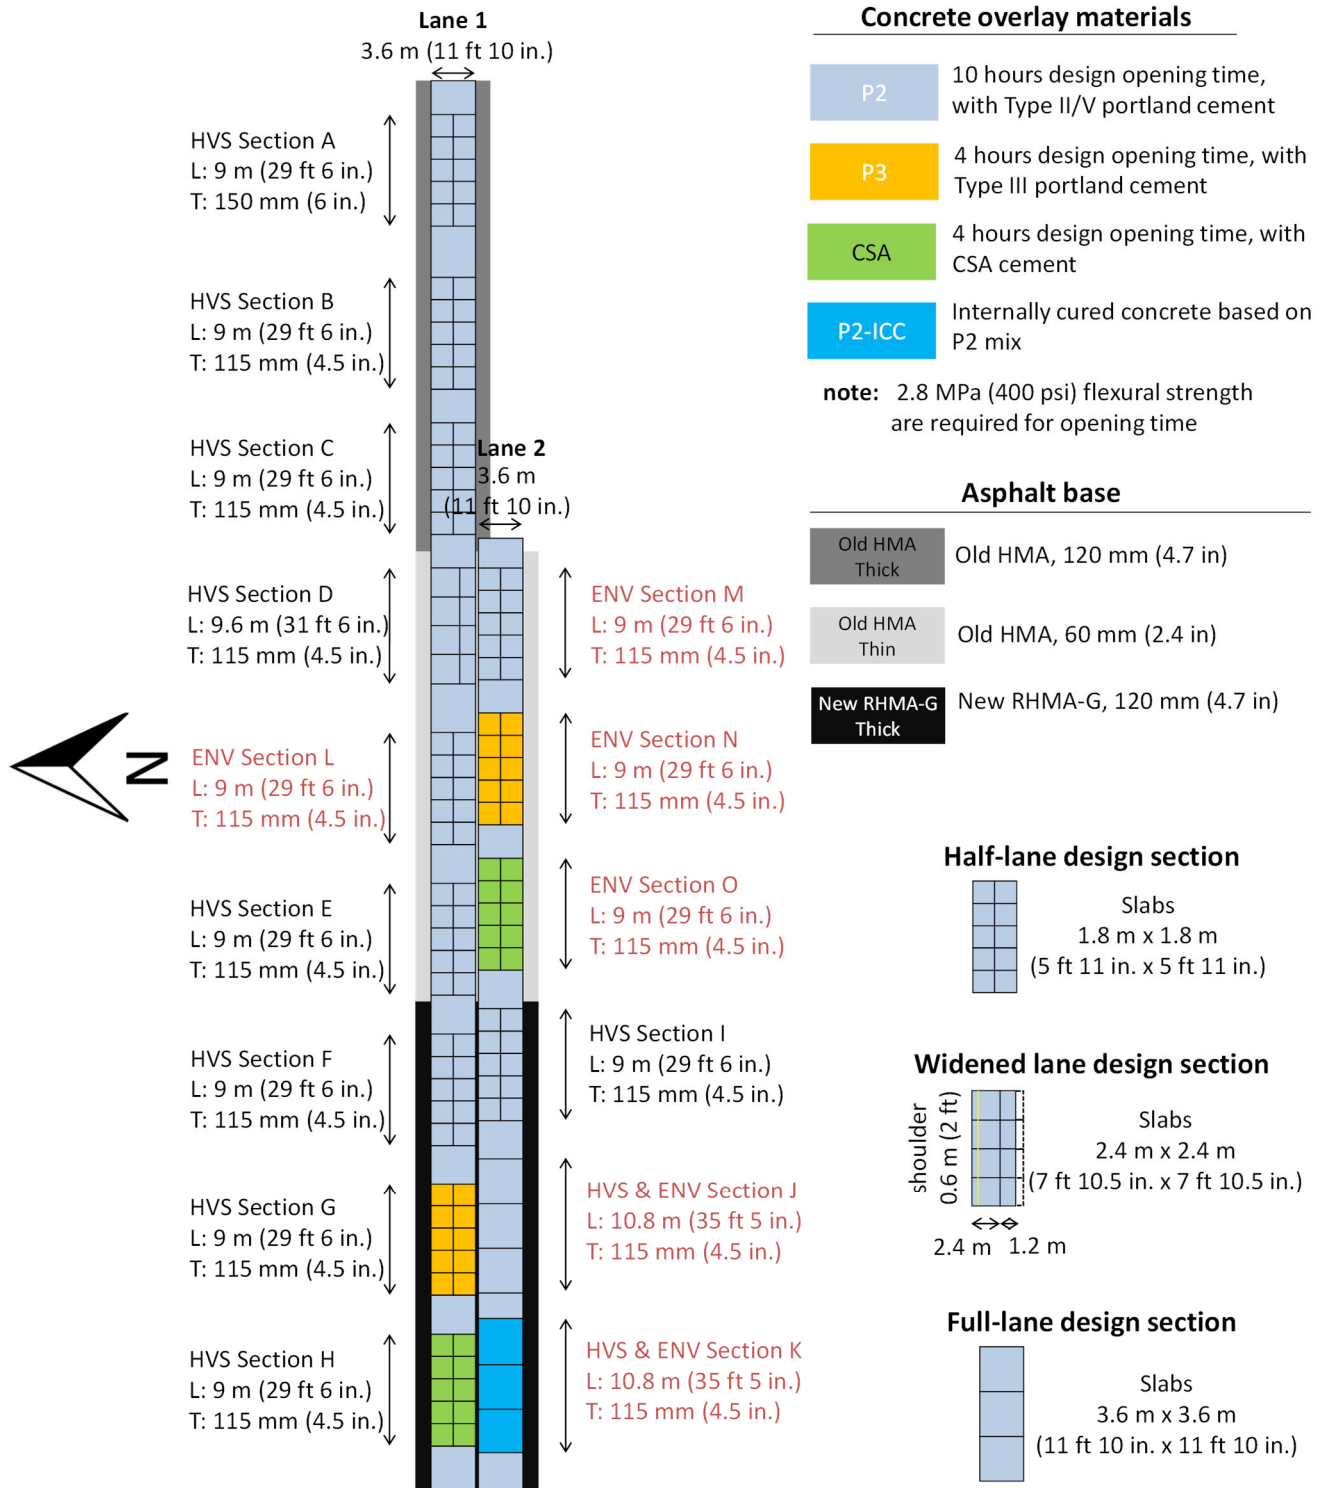 Lane 1
3.6 m (11 ft 10 in.)
HVS Section A
L: 9 m (29 ft 6 in.)
T: 150 mm (6 in.)
HVS Section B
L: 9 m (29 ft 6 in.)
T: 115 mm (4.5 in.)
HVS Section C
L: 9 m (29 ft 6 in.)
T: 115 mm (4.5 in.)
Lane 2
3.6 m
(11 ft 10 in.)
HVS Section D
L: 9.6 m (31 ft 6 in.)
T: 115 mm (4.5 in.)
ENV Section L
L: 9 m (29 ft 6 in.)
T: 115 mm (4.5 in.)
N
HVS Section E
L: 9 m (29 ft 6 in.)
T: 115 mm (4.5 in.)
HVS Section F
L: 9 m (29 ft 6 in.)
T: 115 mm (4.5 in.)
HVS Section G
L: 9 m (29 ft 6 in.)
T: 115 mm (4.5 in.)
HVS Section H
L: 9 m (29 ft 6 in.)
T: 115 mm (4.5 in.)
ENV Section M
L: 9 m (29 ft 6 in.)
T: 115 mm (4.5 in.)
ENV Section N
L: 9 m (29 ft 6 in.)
T: 115 mm (4.5 in.)
ENV Section O
L: 9 m (29 ft 6 in.)
T: 115 mm (4.5 in.)
HVS Section I
L: 9 m (29 ft 6 in.)
T: 115 mm (4.5 in.)
HVS & ENV Section J
L: 10.8 m (35 ft 5 in.)
T: 115 mm (4.5 in.)
HVS & ENV Section K
L: 10.8 m (35 ft 5 in.)
T: 115 mm (4.5 in.)
Concrete overlay materials
P2
10 hours design opening time,
with Type II/V portland cement
P3
4 hours design opening time, with
Type III portland cement
CSA
4 hours design opening time, with
CSA cement
P2-ICC
Internally cured concrete based on
P2 mix
note: 2.8 MPa (400 psi) flexural strength
are required for opening time
Asphalt base
Old HMA
Thick
Old HMA, 120 mm (4.7 in)
Old HMA
Thin
Old HMA, 60 mm (2.4 in)
New RHMA-G
Thick
New RHMA-G, 120 mm (4.7 in)
Half-lane design section
Slabs
1.8 m x 1.8 m
(5 ft 11 in. x 5 ft 11 in.)
Widened lane design section
shoulder
0.6 m (2 ft)
Slabs
2.4 m x 2.4 m
(7 ft 10.5 in. x 7 ft 10.5 in.)
2.4 m 1.2 m
Full-lane design section
Slabs
3.6 m x 3.6 m
(11 ft 10 in. x 11 ft 10 in.)